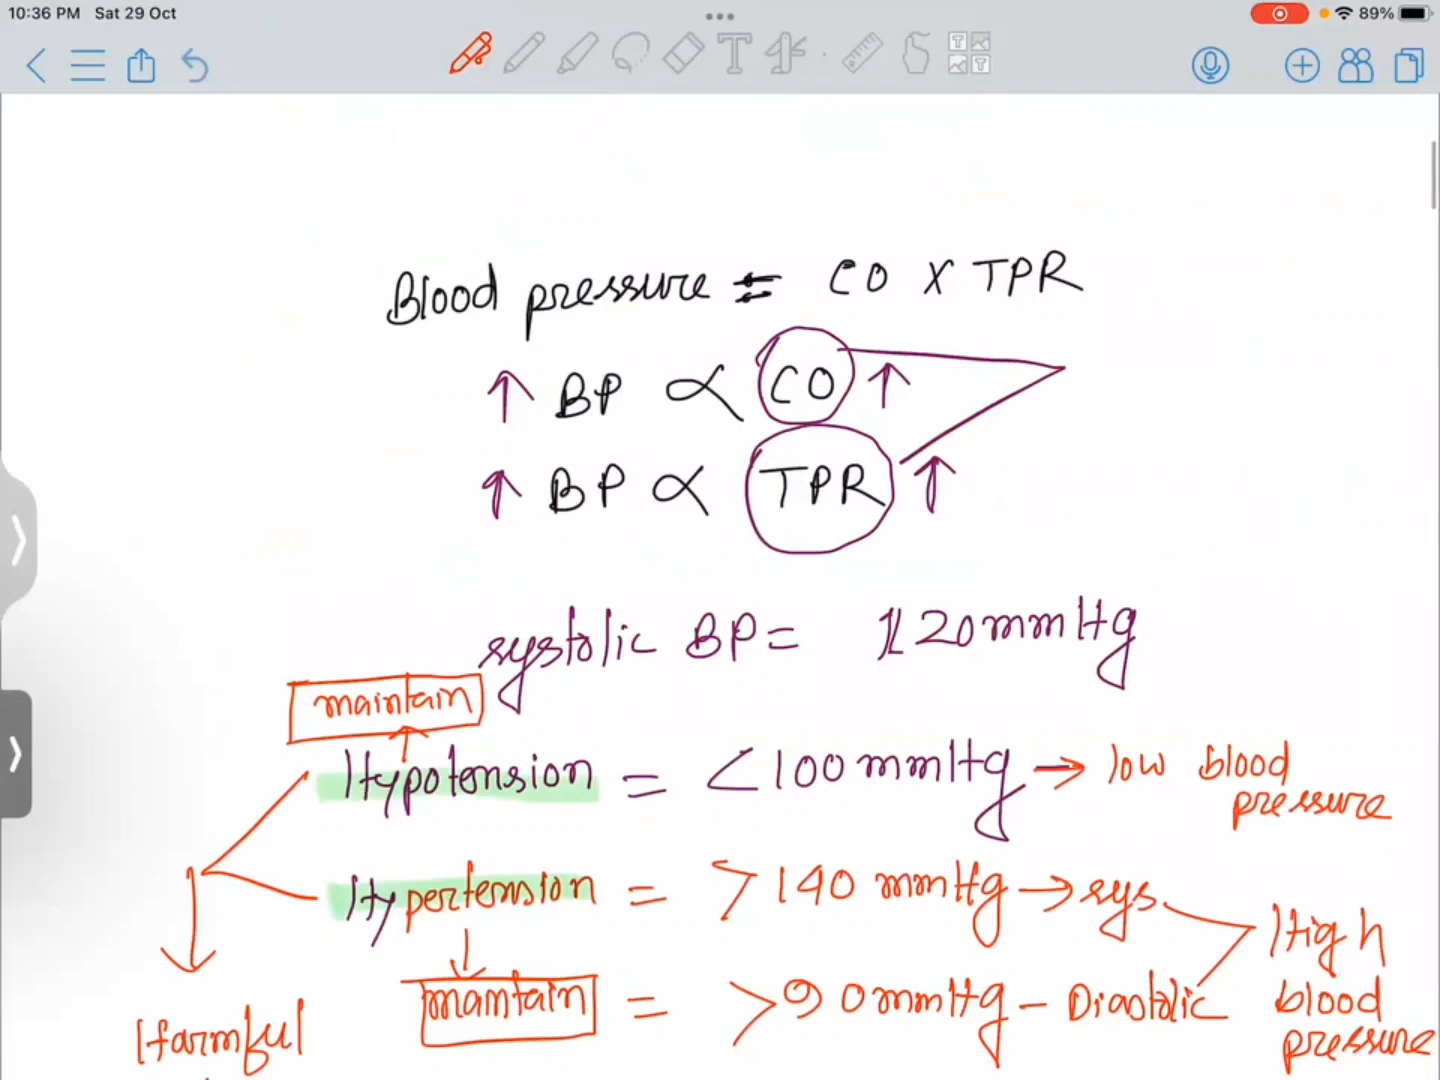 10:36 PM Sat 29 Oct
89%
Blood pressure = CO X TPR
↑ BP ∝ CO ↑
↑ BP ∝ TPR ↑
systolic BP = 120mmHg
maintain
Hypotension = <100mmHg → low blood pressure
Hypertension = >140 mmHg → sys
High blood pressure
mantain = >90mmHg - Diastolic
Harmful